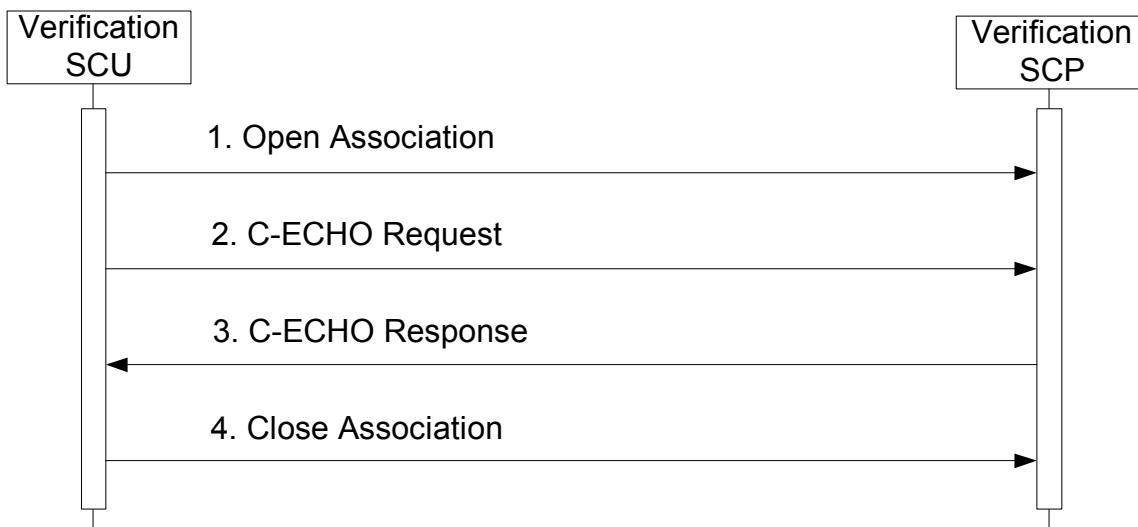 Verification
SCU
Verification
SCP
1. Open Association
2. C-ECHO Request
3. C-ECHO Response
4. Close Association